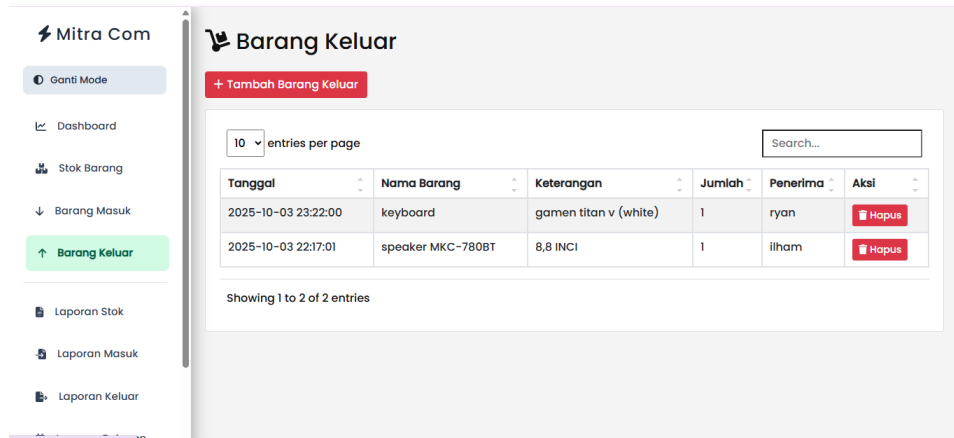 Mitra Com
Ganti Mode
Dashboard
Stok Barang
Barang Masuk
Barang Keluar
Laporan Stok
Laporan Masuk
Laporan Keluar
Barang Keluar
+ Tambah Barang Keluar
10 entries per page
Search...
Tanggal Nama Barang Keterangan Jumlah Penerima Aksi
2025-10-03 23:22:00 keyboard gamen titan v (white) 1 ryan Hapus
2025-10-03 22:17:01 speaker MKC-780BT 8,8 INCI 1 ilham Hapus
Showing 1 to 2 of 2 entries